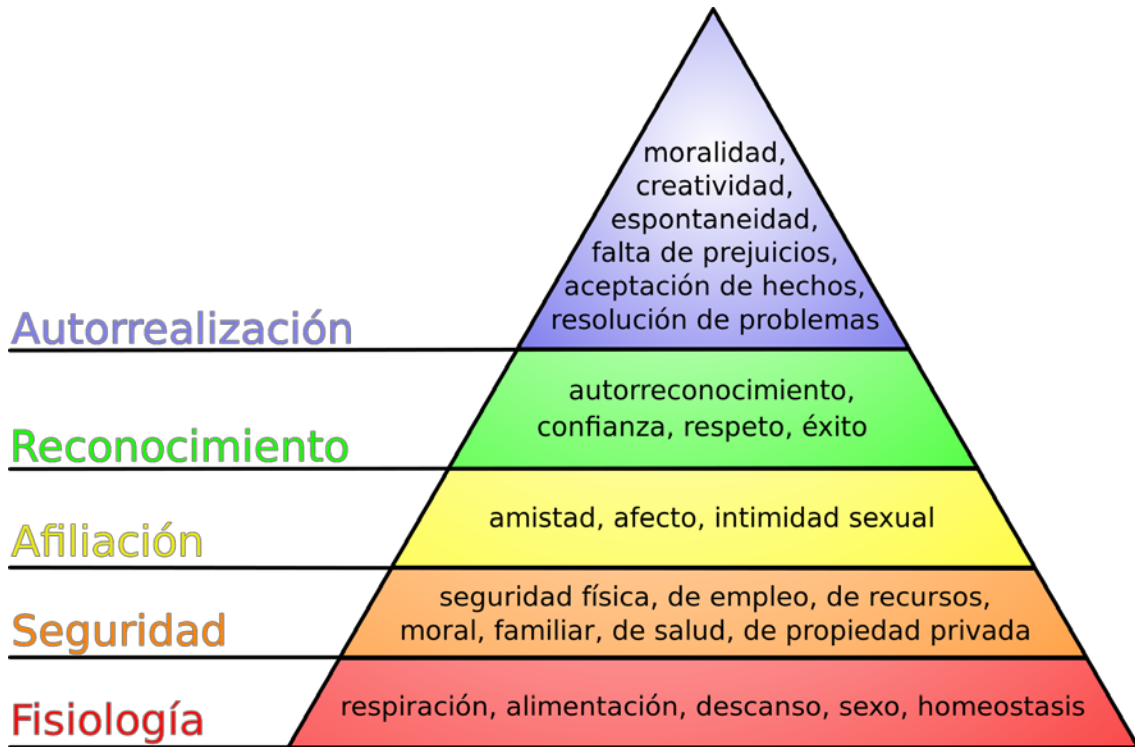 moralidad,
creatividad,
espontaneidad,
falta de prejuicios,
aceptación de hechos,
resolución de problemas
Autorrealización
autorreconocimiento,
confianza, respeto, éxito
Reconocimiento
amistad, afecto, intimidad sexual
Afiliación
seguridad física, de empleo, de recursos,
moral, familiar, de salud, de propiedad privada
Seguridad
respiración, alimentación, descanso, sexo, homeostasis
Fisiología